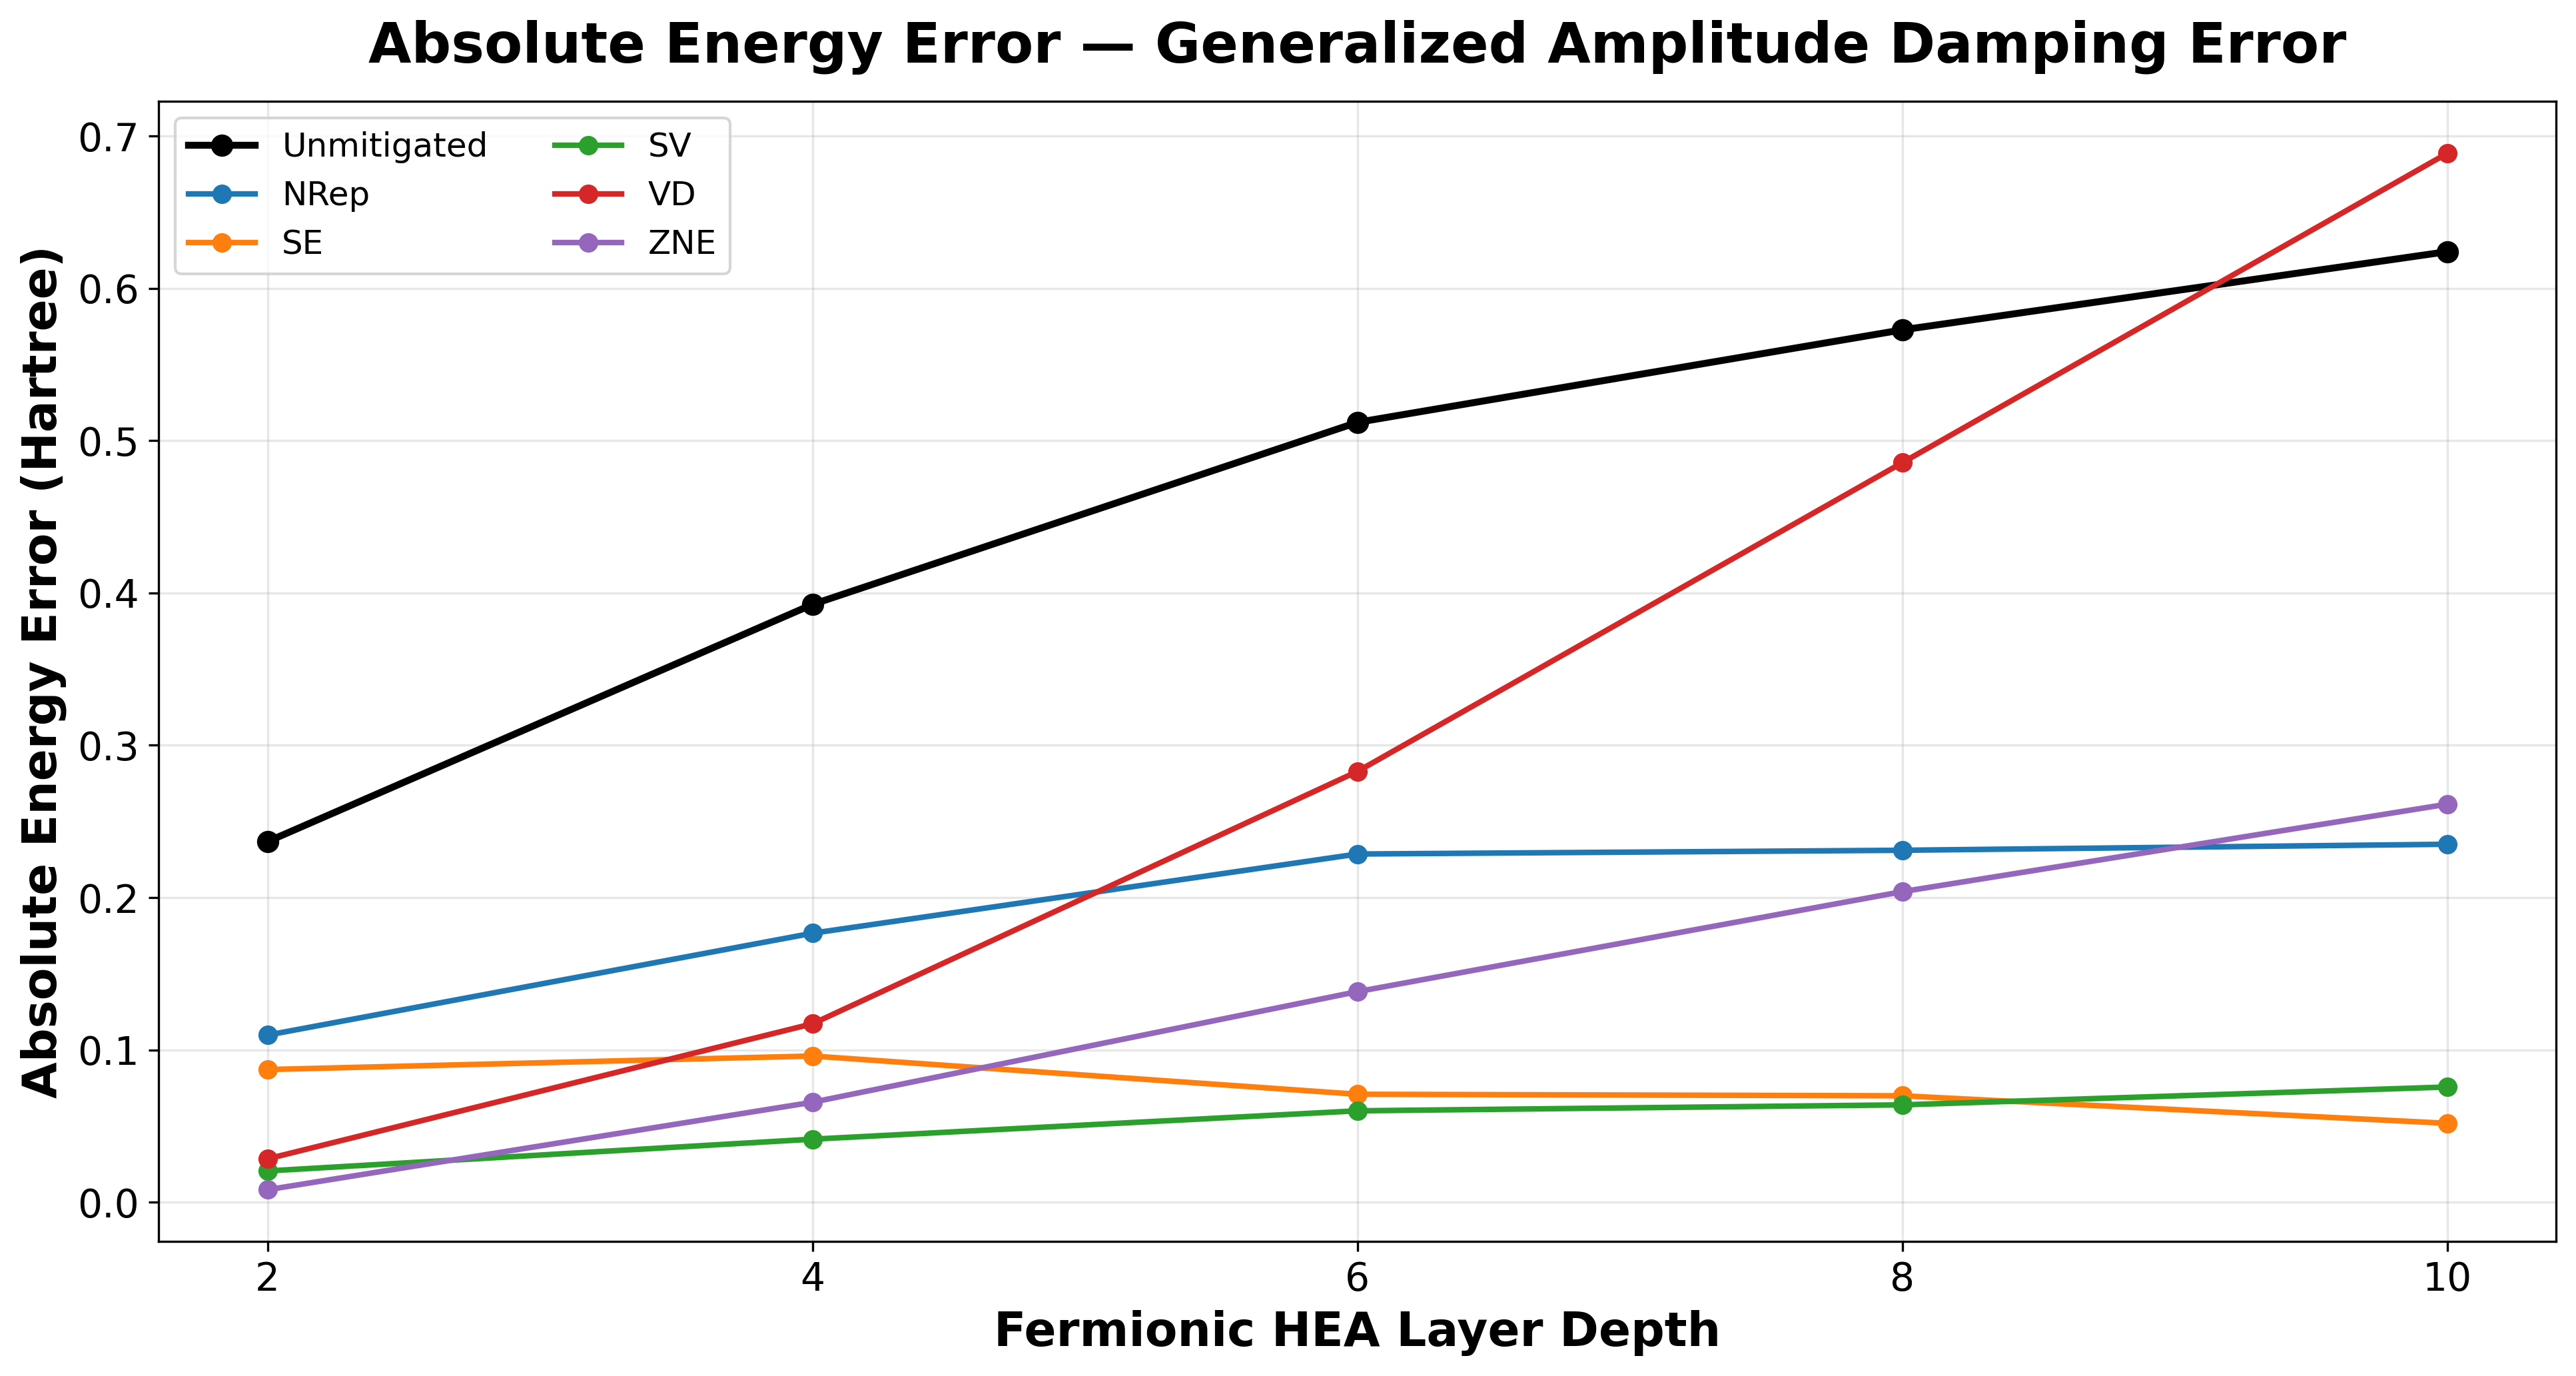 Absolute Energy Error — Generalized Amplitude Damping Error
Absolute Energy Error (Hartree)
0.7
0.6
0.5
0.4
0.3
0.2
0.1
0.0
Unmitigated
NRep
SE
SV
VD
ZNE
2
4
6
8
10
Fermionic HEA Layer Depth